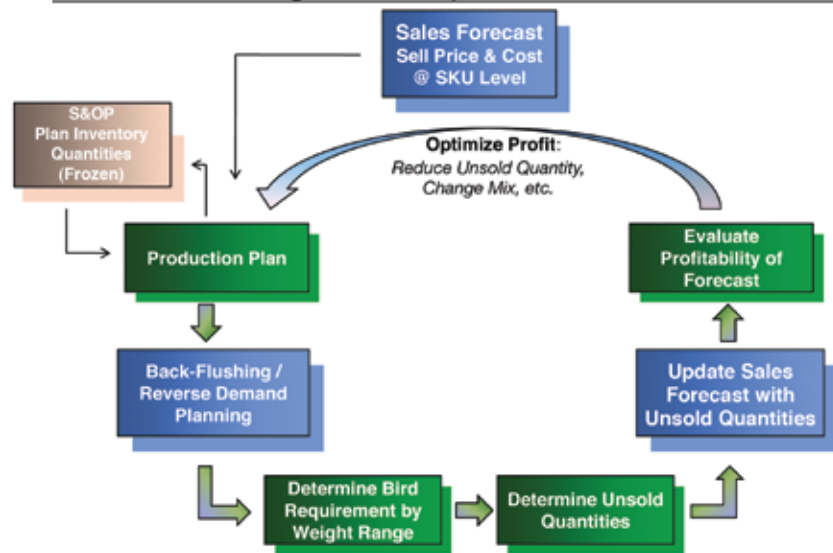 Sales Forecast
Sell Price & Cost
@ SKU Level
S&OP
Plan Inventory
Quantities
(Frozen)
Optimize Profit:
Reduce Unsold Quantity,
Change Mix, etc.
Production Plan
Evaluate
Profitability of
Forecast
Back-Flushing /
Reverse Demand
Planning
Update Sales
Forecast with
Unsold Quantities
Determine Bird
Requirement by
Weight Range
Determine Unsold
Quantities